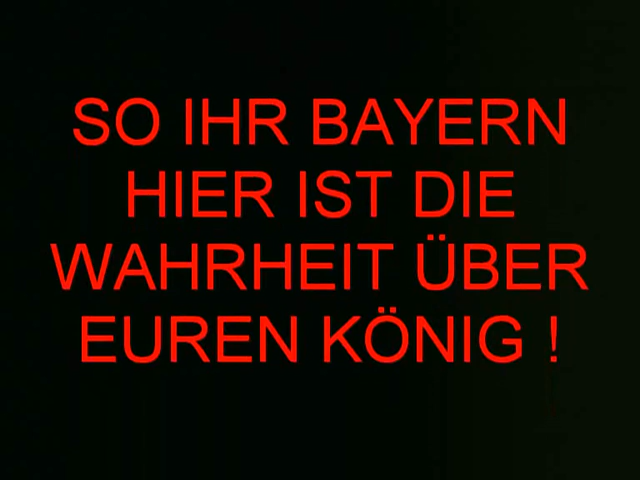 SO IHR BAYERN
HIER IST DIE
WAHRHEIT ÜBER
EUREN KÖNIG !